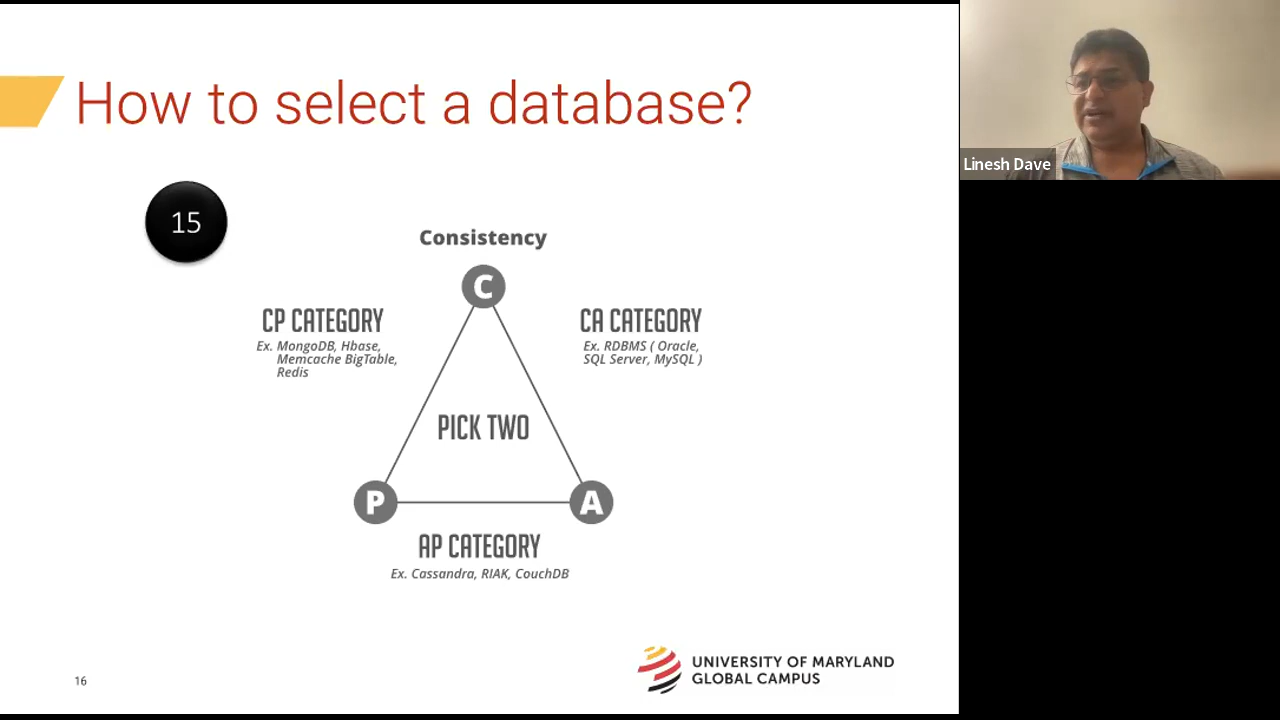 How to select a database?
15
Consistency
C
CP CATEGORY
Ex. MongoDB, Hbase,
Memcache BigTable,
Redis
CA CATEGORY
Ex. RDBMS ( Oracle,
SQL Server, MySQL )
PICK TWO
P
A
AP CATEGORY
Ex. Cassandra, RIAK, CouchDB
16
UNIVERSITY OF MARYLAND
GLOBAL CAMPUS
Linesh Dave